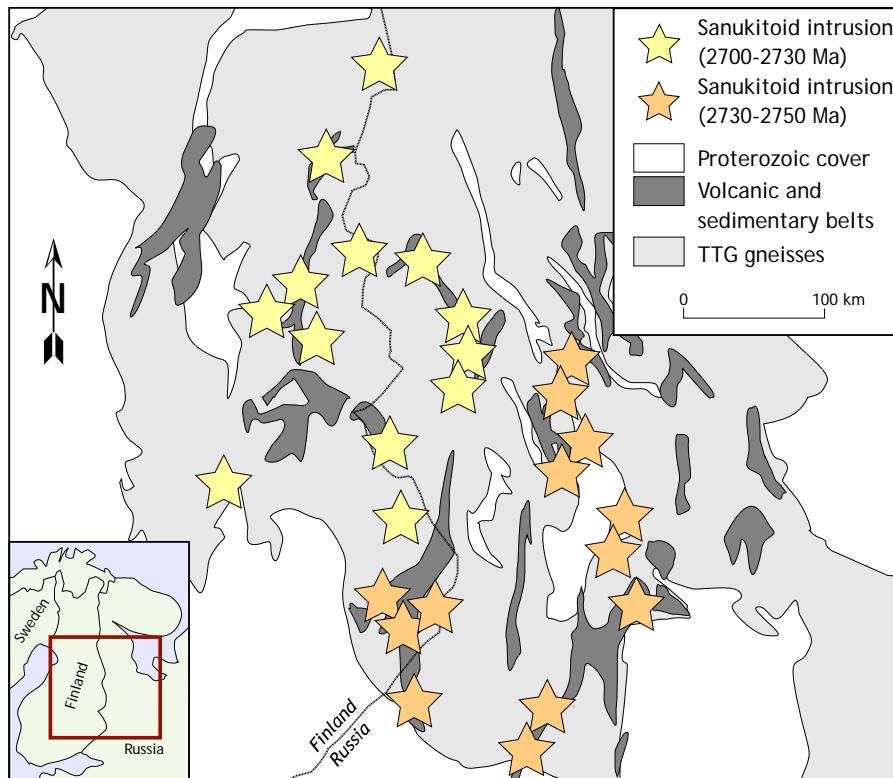 Sanukitoid intrusion
(2700-2730 Ma)
Sanukitoid intrusion
(2730-2750 Ma)
Proterozoic cover
Volcanic and
sedimentary belts
TTG gneisses
0
100 km
N
Sweden
Finland
Russia
Finland
Russia